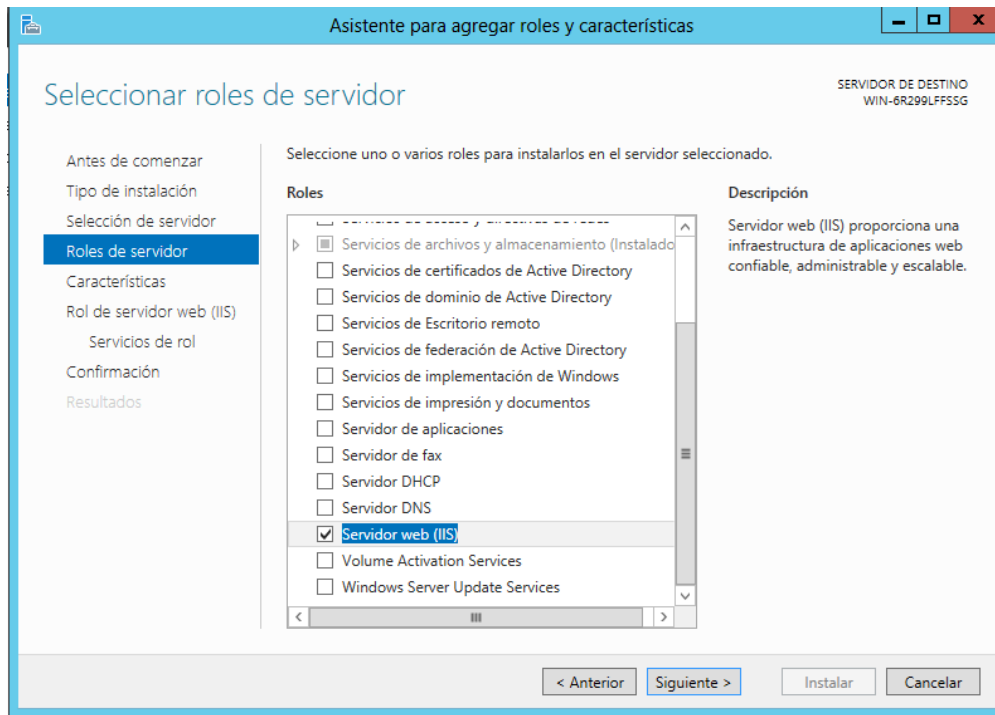 Asistente para agregar roles y características
Seleccionar roles de servidor
SERVIDOR DE DESTINO
WIN-6R299LFFSSG
Antes de comenzar
Tipo de instalación
Selección de servidor
Roles de servidor
Características
Rol de servidor web (IIS)
Servicios de rol
Confirmación
Resultados
Seleccione uno o varios roles para instalarlos en el servidor seleccionado.
Roles
Servicios de archivos y almacenamiento (Instalado
Servicios de certificados de Active Directory
Servicios de dominio de Active Directory
Servicios de Escritorio remoto
Servicios de federación de Active Directory
Servicios de implementación de Windows
Servicios de impresión y documentos
Servidor de aplicaciones
Servidor de fax
Servidor DHCP
Servidor DNS
Servidor web (IIS)
Volume Activation Services
Windows Server Update Services
Descripción
Servidor web (IIS) proporciona una
infraestructura de aplicaciones web
confiable, administrable y escalable.
< Anterior
Siguiente >
Instalar
Cancelar